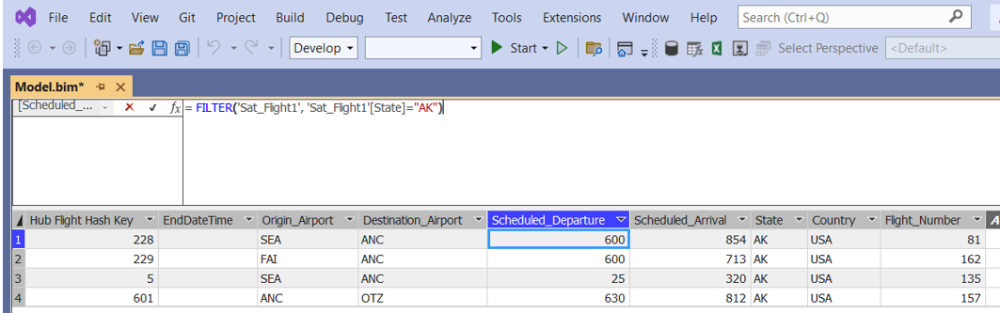 File Edit View Git Project Build Debug Test Analyze Tools Extensions Window Help Search (Ctrl+Q)
Develop Start Select Perspective <Default>
Model.bim*
[Scheduled_... fx = FILTER('Sat_Flight1', 'Sat_Flight1'[State]="AK")
Hub Flight Hash Key EndDateTime Origin_Airport Destination_Airport Scheduled_Departure Scheduled_Arrival State Country Flight_Number A
1 228 SEA ANC 600 854 AK USA 81
2 229 FAI ANC 600 713 AK USA 162
3 5 SEA ANC 25 320 AK USA 135
4 601 ANC OTZ 630 812 AK USA 157